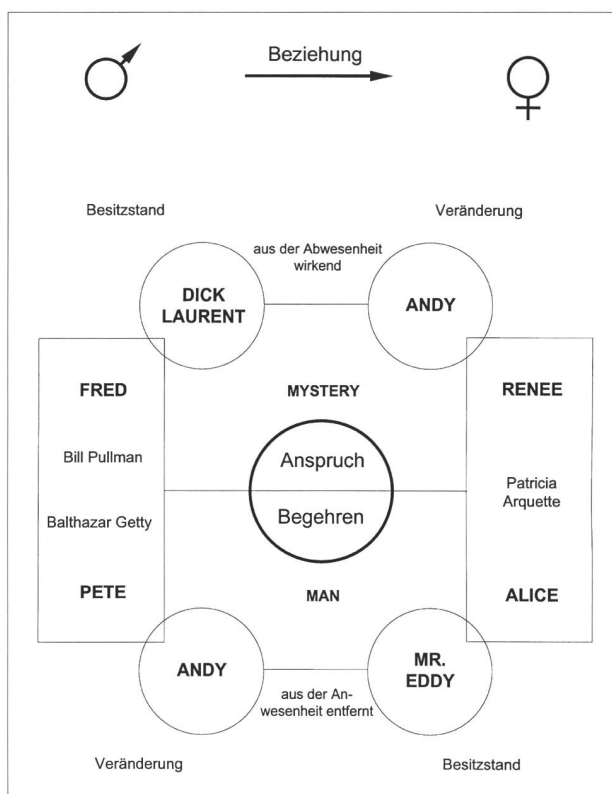 Beziehung
Besitzstand
Veränderung
aus der Abwesenheit
wirkend
DICK
LAURENT
ANDY
FRED
MYSTERY
RENEE
Bill Pullman
Anspruch
Patricia
Arquette
Balthazar Getty
Begehren
PETE
MAN
ALICE
ANDY
MR.
EDDY
aus der An-
wesenheit entfernt
Veränderung
Besitzstand